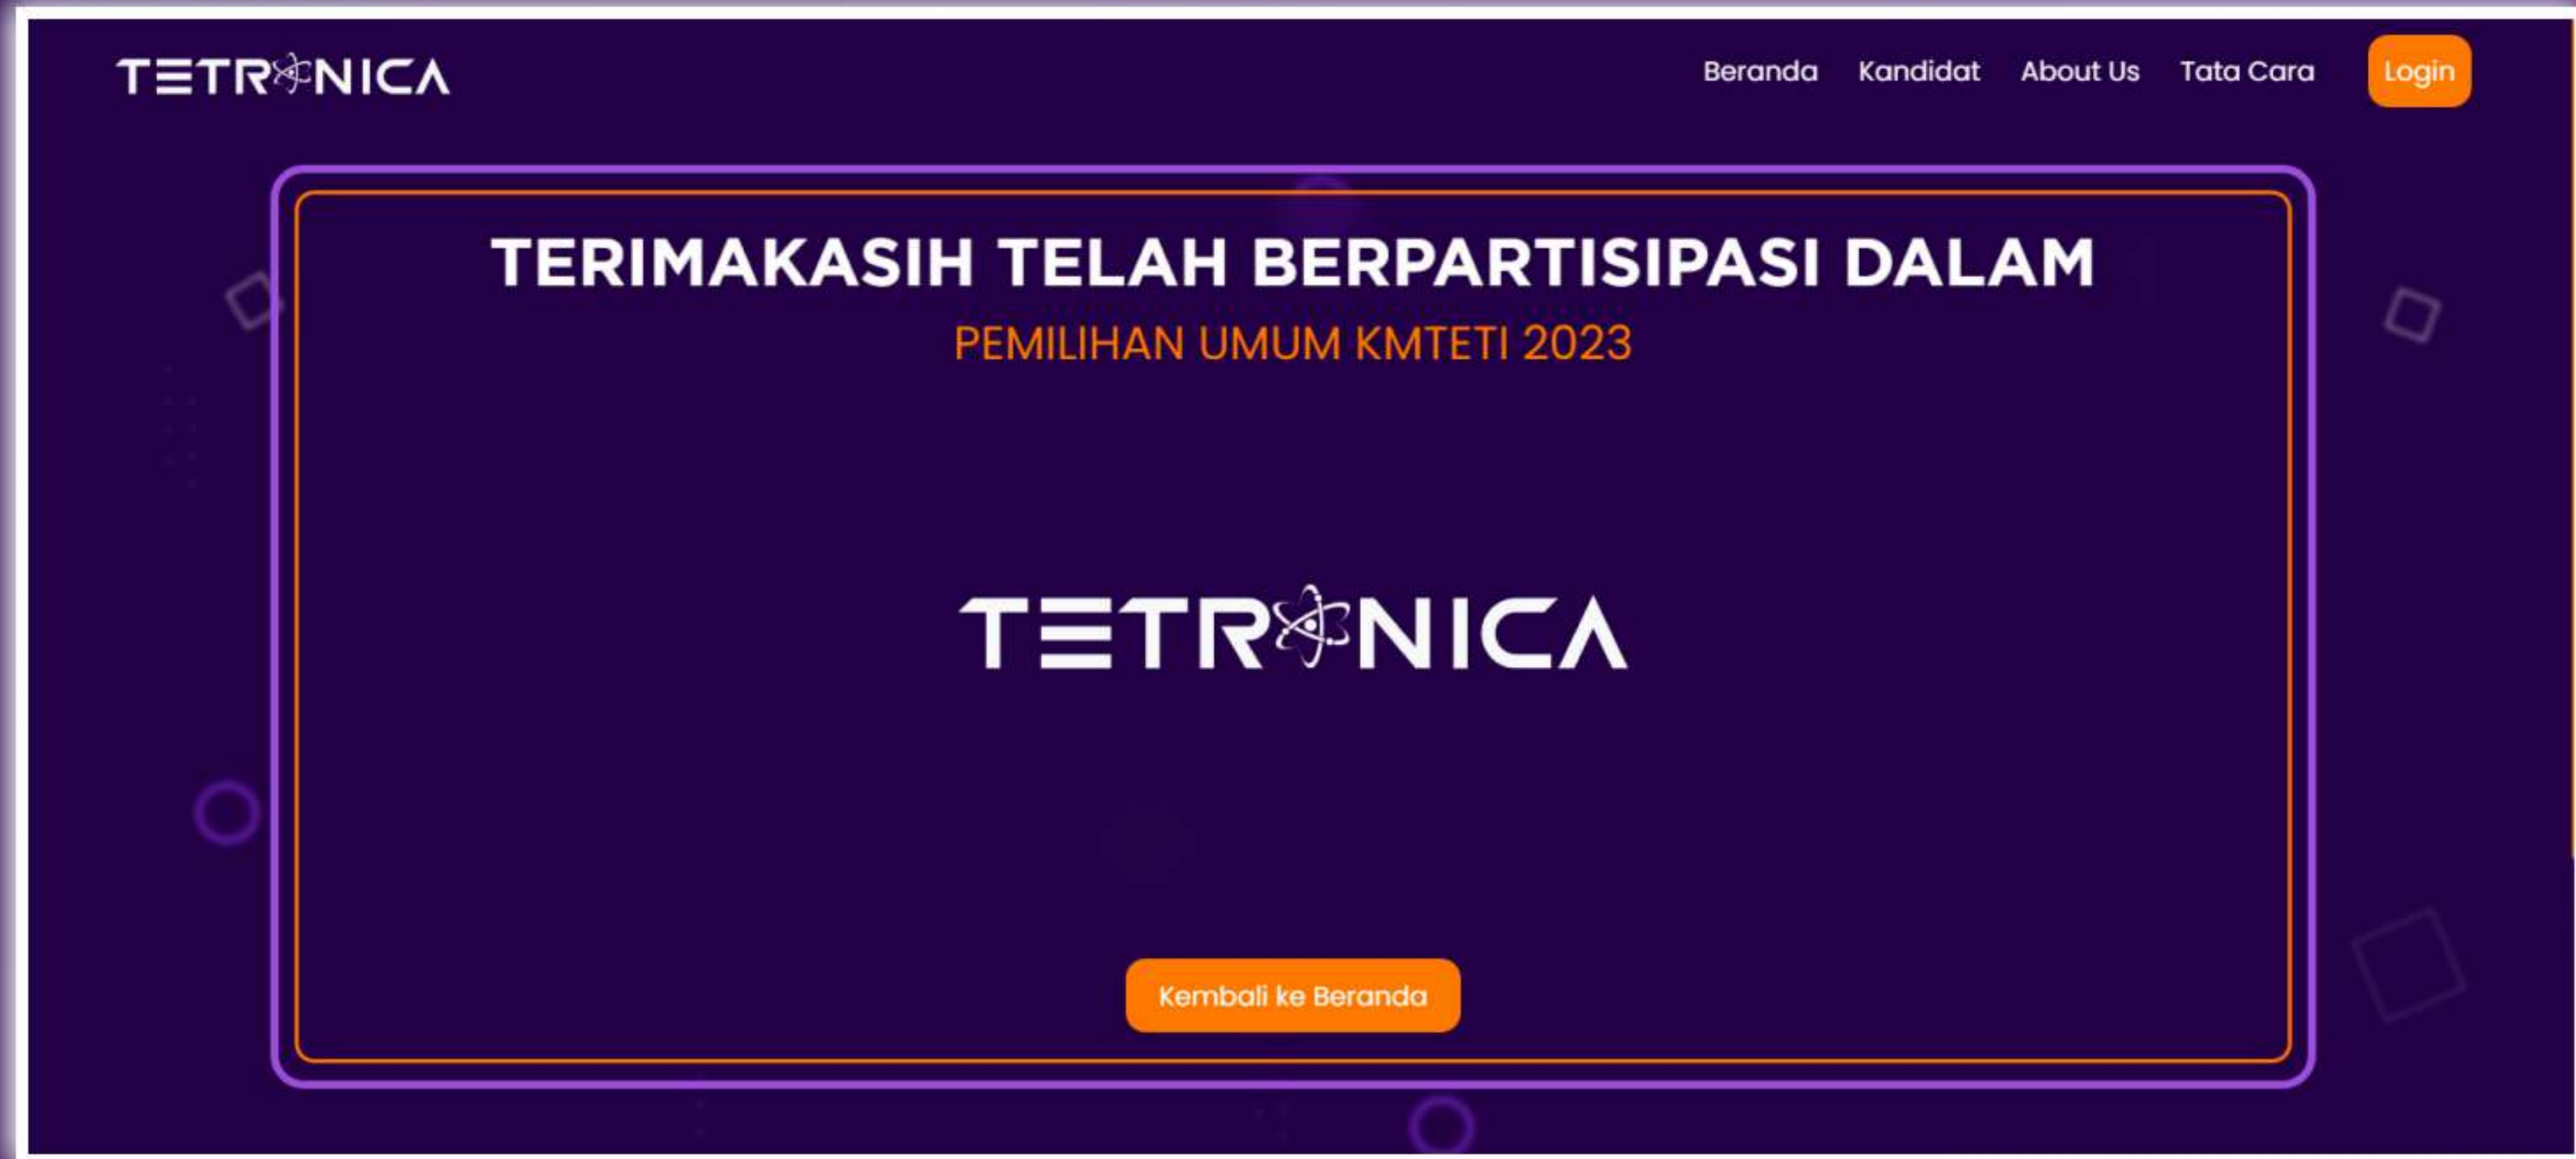 TETRONICA
Beranda Kandidat About Us Tata Cara Login
TERIMAKASIH TELAH BERPARTISIPASI DALAM
PEMILIHAN UMUM KMTETI 2023
TETRONICA
Kembali ke Beranda